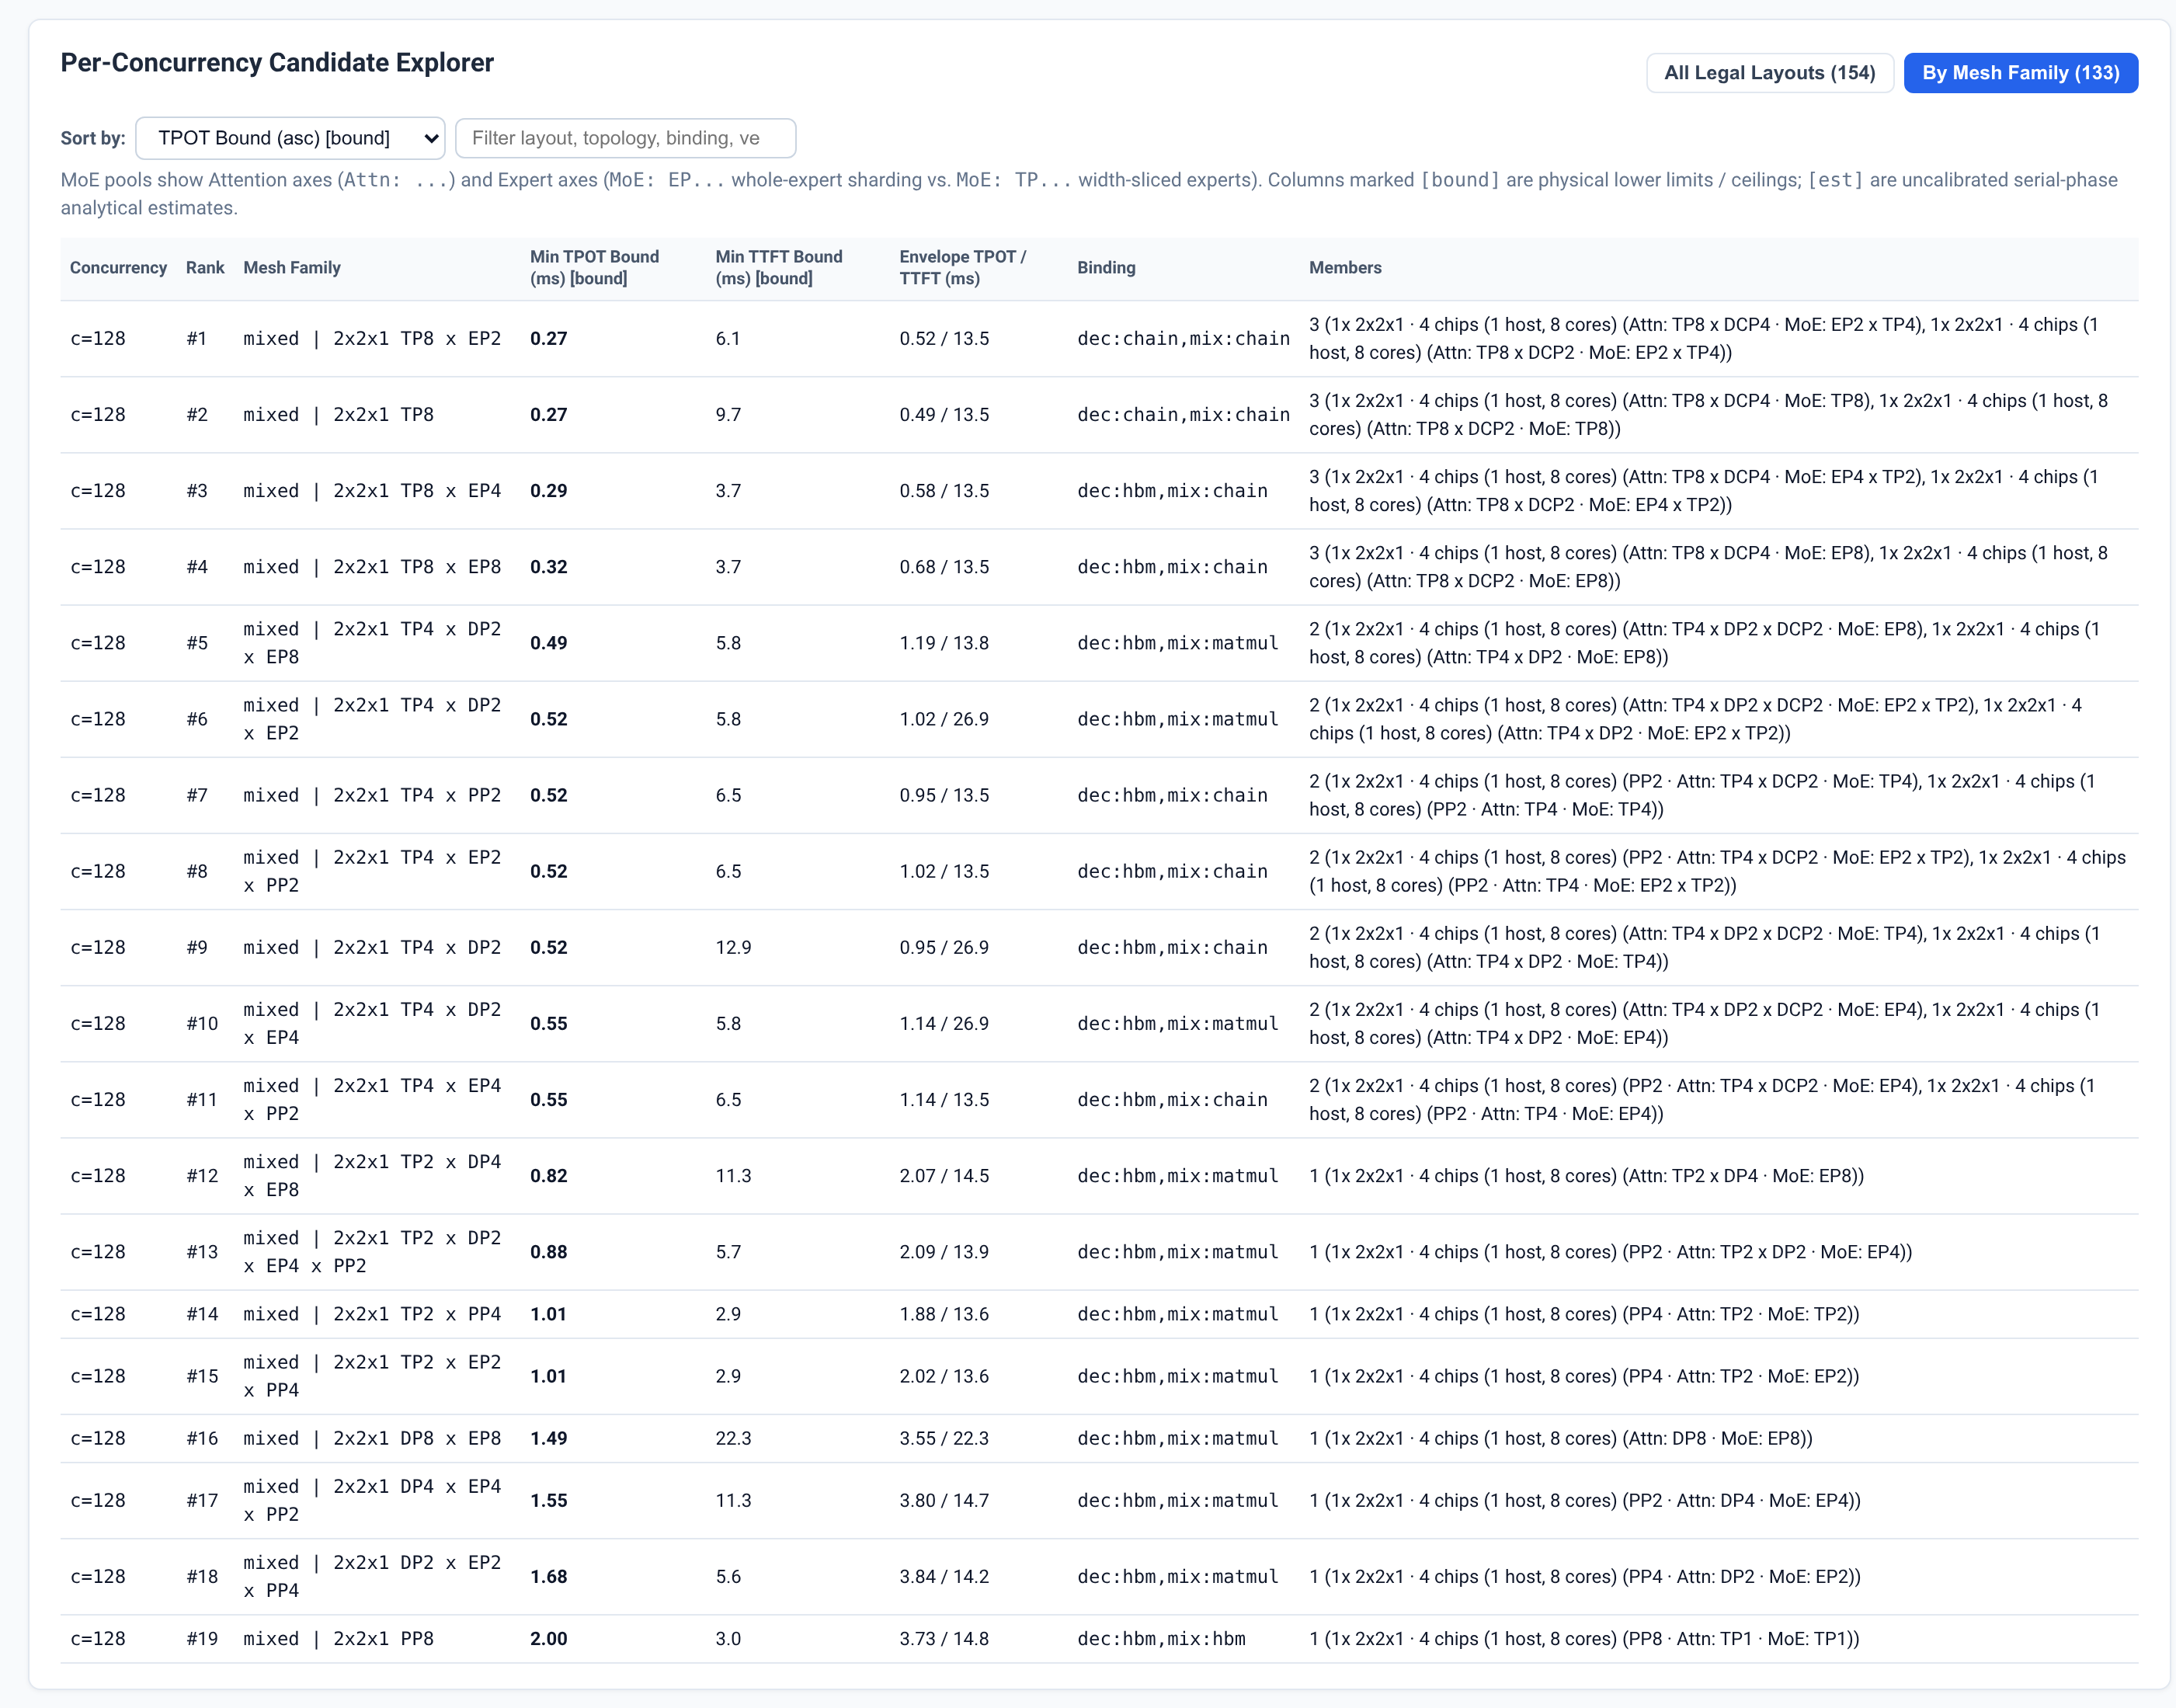 Per-Concurrency Candidate Explorer
All Legal Layouts (154)
By Mesh Family (133)
Sort by:
TPOT Bound (asc) [bound]
Filter layout, topology, binding, ve
MoE pools show Attention axes (Attn: ...) and Expert axes (MoE: EP... whole-expert sharding vs. MoE: TP... width-sliced experts). Columns marked [bound] are physical lower limits / ceilings; [est] are uncalibrated serial-phase
analytical estimates.
Concurrency Rank Mesh Family Min TPOT Bound (ms) [bound] Min TTFT Bound (ms) [bound] Envelope TPOT / TTFT (ms) Binding Members
c=128 #1 mixed | 2x2x1 TP8 x EP2 0.27 6.1 0.52 / 13.5 dec:chain,mix:chain 3 (1x 2x2x1 · 4 chips (1 host, 8 cores) (Attn: TP8 x DCP4 · MoE: EP2 x TP4), 1x 2x2x1 · 4 chips (1
host, 8 cores) (Attn: TP8 x DCP2 · MoE: EP2 x TP4))
c=128 #2 mixed | 2x2x1 TP8 0.27 9.7 0.49 / 13.5 dec:chain,mix:chain 3 (1x 2x2x1 · 4 chips (1 host, 8 cores) (Attn: TP8 x DCP4 · MoE: TP8), 1x 2x2x1 · 4 chips (1 host, 8
cores) (Attn: TP8 x DCP2 · MoE: TP8))
c=128 #3 mixed | 2x2x1 TP8 x EP4 0.29 3.7 0.58 / 13.5 dec:hbm,mix:chain 3 (1x 2x2x1 · 4 chips (1 host, 8 cores) (Attn: TP8 x DCP4 · MoE: EP4 x TP2), 1x 2x2x1 · 4 chips (1
host, 8 cores) (Attn: TP8 x DCP2 · MoE: EP4 x TP2))
c=128 #4 mixed | 2x2x1 TP8 x EP8 0.32 3.7 0.68 / 13.5 dec:hbm,mix:chain 3 (1x 2x2x1 · 4 chips (1 host, 8 cores) (Attn: TP8 x DCP4 · MoE: EP8), 1x 2x2x1 · 4 chips (1 host, 8
cores) (Attn: TP8 x DCP2 · MoE: EP8))
c=128 #5 mixed | 2x2x1 TP4 x DP2 x EP8 0.49 5.8 1.19 / 13.8 dec:hbm,mix:matmul 2 (1x 2x2x1 · 4 chips (1 host, 8 cores) (Attn: TP4 x DP2 x DCP2 · MoE: EP8), 1x 2x2x1 · 4 chips (1
host, 8 cores) (Attn: TP4 x DP2 · MoE: EP8))
c=128 #6 mixed | 2x2x1 TP4 x DP2 x EP2 0.52 5.8 1.02 / 26.9 dec:hbm,mix:matmul 2 (1x 2x2x1 · 4 chips (1 host, 8 cores) (Attn: TP4 x DP2 x DCP2 · MoE: EP2 x TP2), 1x 2x2x1 · 4
chips (1 host, 8 cores) (Attn: TP4 x DP2 · MoE: EP2 x TP2))
c=128 #7 mixed | 2x2x1 TP4 x PP2 0.52 6.5 0.95 / 13.5 dec:hbm,mix:chain 2 (1x 2x2x1 · 4 chips (1 host, 8 cores) (PP2 · Attn: TP4 x DCP2 · MoE: TP4), 1x 2x2x1 · 4 chips (1
host, 8 cores) (PP2 · Attn: TP4 · MoE: TP4))
c=128 #8 mixed | 2x2x1 TP4 x EP2 x PP2 0.52 6.5 1.02 / 13.5 dec:hbm,mix:chain 2 (1x 2x2x1 · 4 chips (1 host, 8 cores) (PP2 · Attn: TP4 x DCP2 · MoE: EP2 x TP2), 1x 2x2x1 · 4 chips
(1 host, 8 cores) (PP2 · Attn: TP4 · MoE: EP2 x TP2))
c=128 #9 mixed | 2x2x1 TP4 x DP2 0.52 12.9 0.95 / 26.9 dec:hbm,mix:chain 2 (1x 2x2x1 · 4 chips (1 host, 8 cores) (Attn: TP4 x DP2 x DCP2 · MoE: TP4), 1x 2x2x1 · 4 chips (1
host, 8 cores) (Attn: TP4 x DP2 · MoE: TP4))
c=128 #10 mixed | 2x2x1 TP4 x DP2 x EP4 0.55 5.8 1.14 / 26.9 dec:hbm,mix:matmul 2 (1x 2x2x1 · 4 chips (1 host, 8 cores) (Attn: TP4 x DP2 x DCP2 · MoE: EP4), 1x 2x2x1 · 4 chips (1
host, 8 cores) (Attn: TP4 x DP2 · MoE: EP4))
c=128 #11 mixed | 2x2x1 TP4 x EP4 x PP2 0.55 6.5 1.14 / 13.5 dec:hbm,mix:chain 2 (1x 2x2x1 · 4 chips (1 host, 8 cores) (PP2 · Attn: TP4 x DCP2 · MoE: EP4), 1x 2x2x1 · 4 chips (1
host, 8 cores) (PP2 · Attn: TP4 · MoE: EP4))
c=128 #12 mixed | 2x2x1 TP2 x DP4 x EP8 0.82 11.3 2.07 / 14.5 dec:hbm,mix:matmul 1 (1x 2x2x1 · 4 chips (1 host, 8 cores) (Attn: TP2 x DP4 · MoE: EP8))
c=128 #13 mixed | 2x2x1 TP2 x DP2 x EP4 x PP2 0.88 5.7 2.09 / 13.9 dec:hbm,mix:matmul 1 (1x 2x2x1 · 4 chips (1 host, 8 cores) (PP2 · Attn: TP2 x DP2 · MoE: EP4))
c=128 #14 mixed | 2x2x1 TP2 x PP4 1.01 2.9 1.88 / 13.6 dec:hbm,mix:matmul 1 (1x 2x2x1 · 4 chips (1 host, 8 cores) (PP4 · Attn: TP2 · MoE: TP2))
c=128 #15 mixed | 2x2x1 TP2 x EP2 x PP4 1.01 2.9 2.02 / 13.6 dec:hbm,mix:matmul 1 (1x 2x2x1 · 4 chips (1 host, 8 cores) (PP4 · Attn: TP2 · MoE: EP2))
c=128 #16 mixed | 2x2x1 DP8 x EP8 1.49 22.3 3.55 / 22.3 dec:hbm,mix:matmul 1 (1x 2x2x1 · 4 chips (1 host, 8 cores) (Attn: DP8 · MoE: EP8))
c=128 #17 mixed | 2x2x1 DP4 x EP4 x PP2 1.55 11.3 3.80 / 14.7 dec:hbm,mix:matmul 1 (1x 2x2x1 · 4 chips (1 host, 8 cores) (PP2 · Attn: DP4 · MoE: EP4))
c=128 #18 mixed | 2x2x1 DP2 x EP2 x PP4 1.68 5.6 3.84 / 14.2 dec:hbm,mix:matmul 1 (1x 2x2x1 · 4 chips (1 host, 8 cores) (PP4 · Attn: DP2 · MoE: EP2))
c=128 #19 mixed | 2x2x1 PP8 2.00 3.0 3.73 / 14.8 dec:hbm,mix:hbm 1 (1x 2x2x1 · 4 chips (1 host, 8 cores) (PP8 · Attn: TP1 · MoE: TP1))